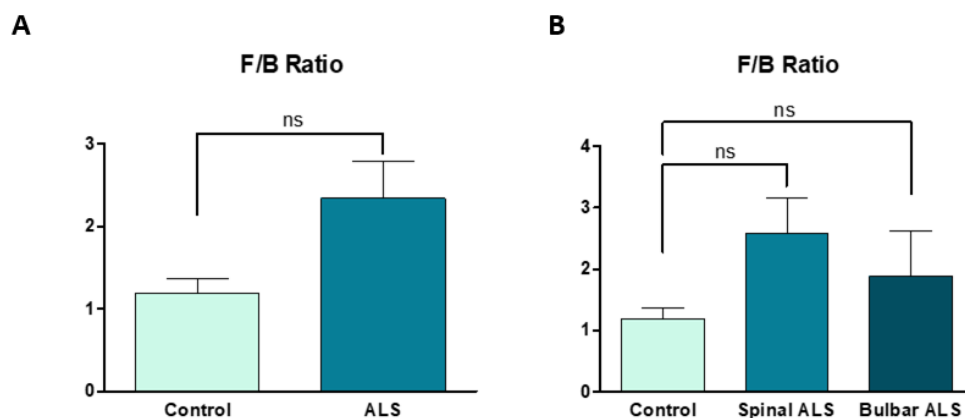 A
F/B Ratio
ns
3
2
1
0
Control ALS
B
F/B Ratio
ns
ns
4
3
2
1
0
Control Spinal ALS Bulbar ALS